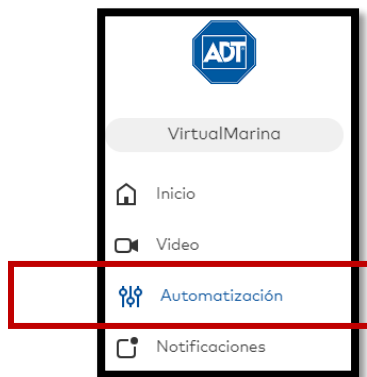 ADT
VirtualMarina
Inicio
Video
Automatización
Notificaciones